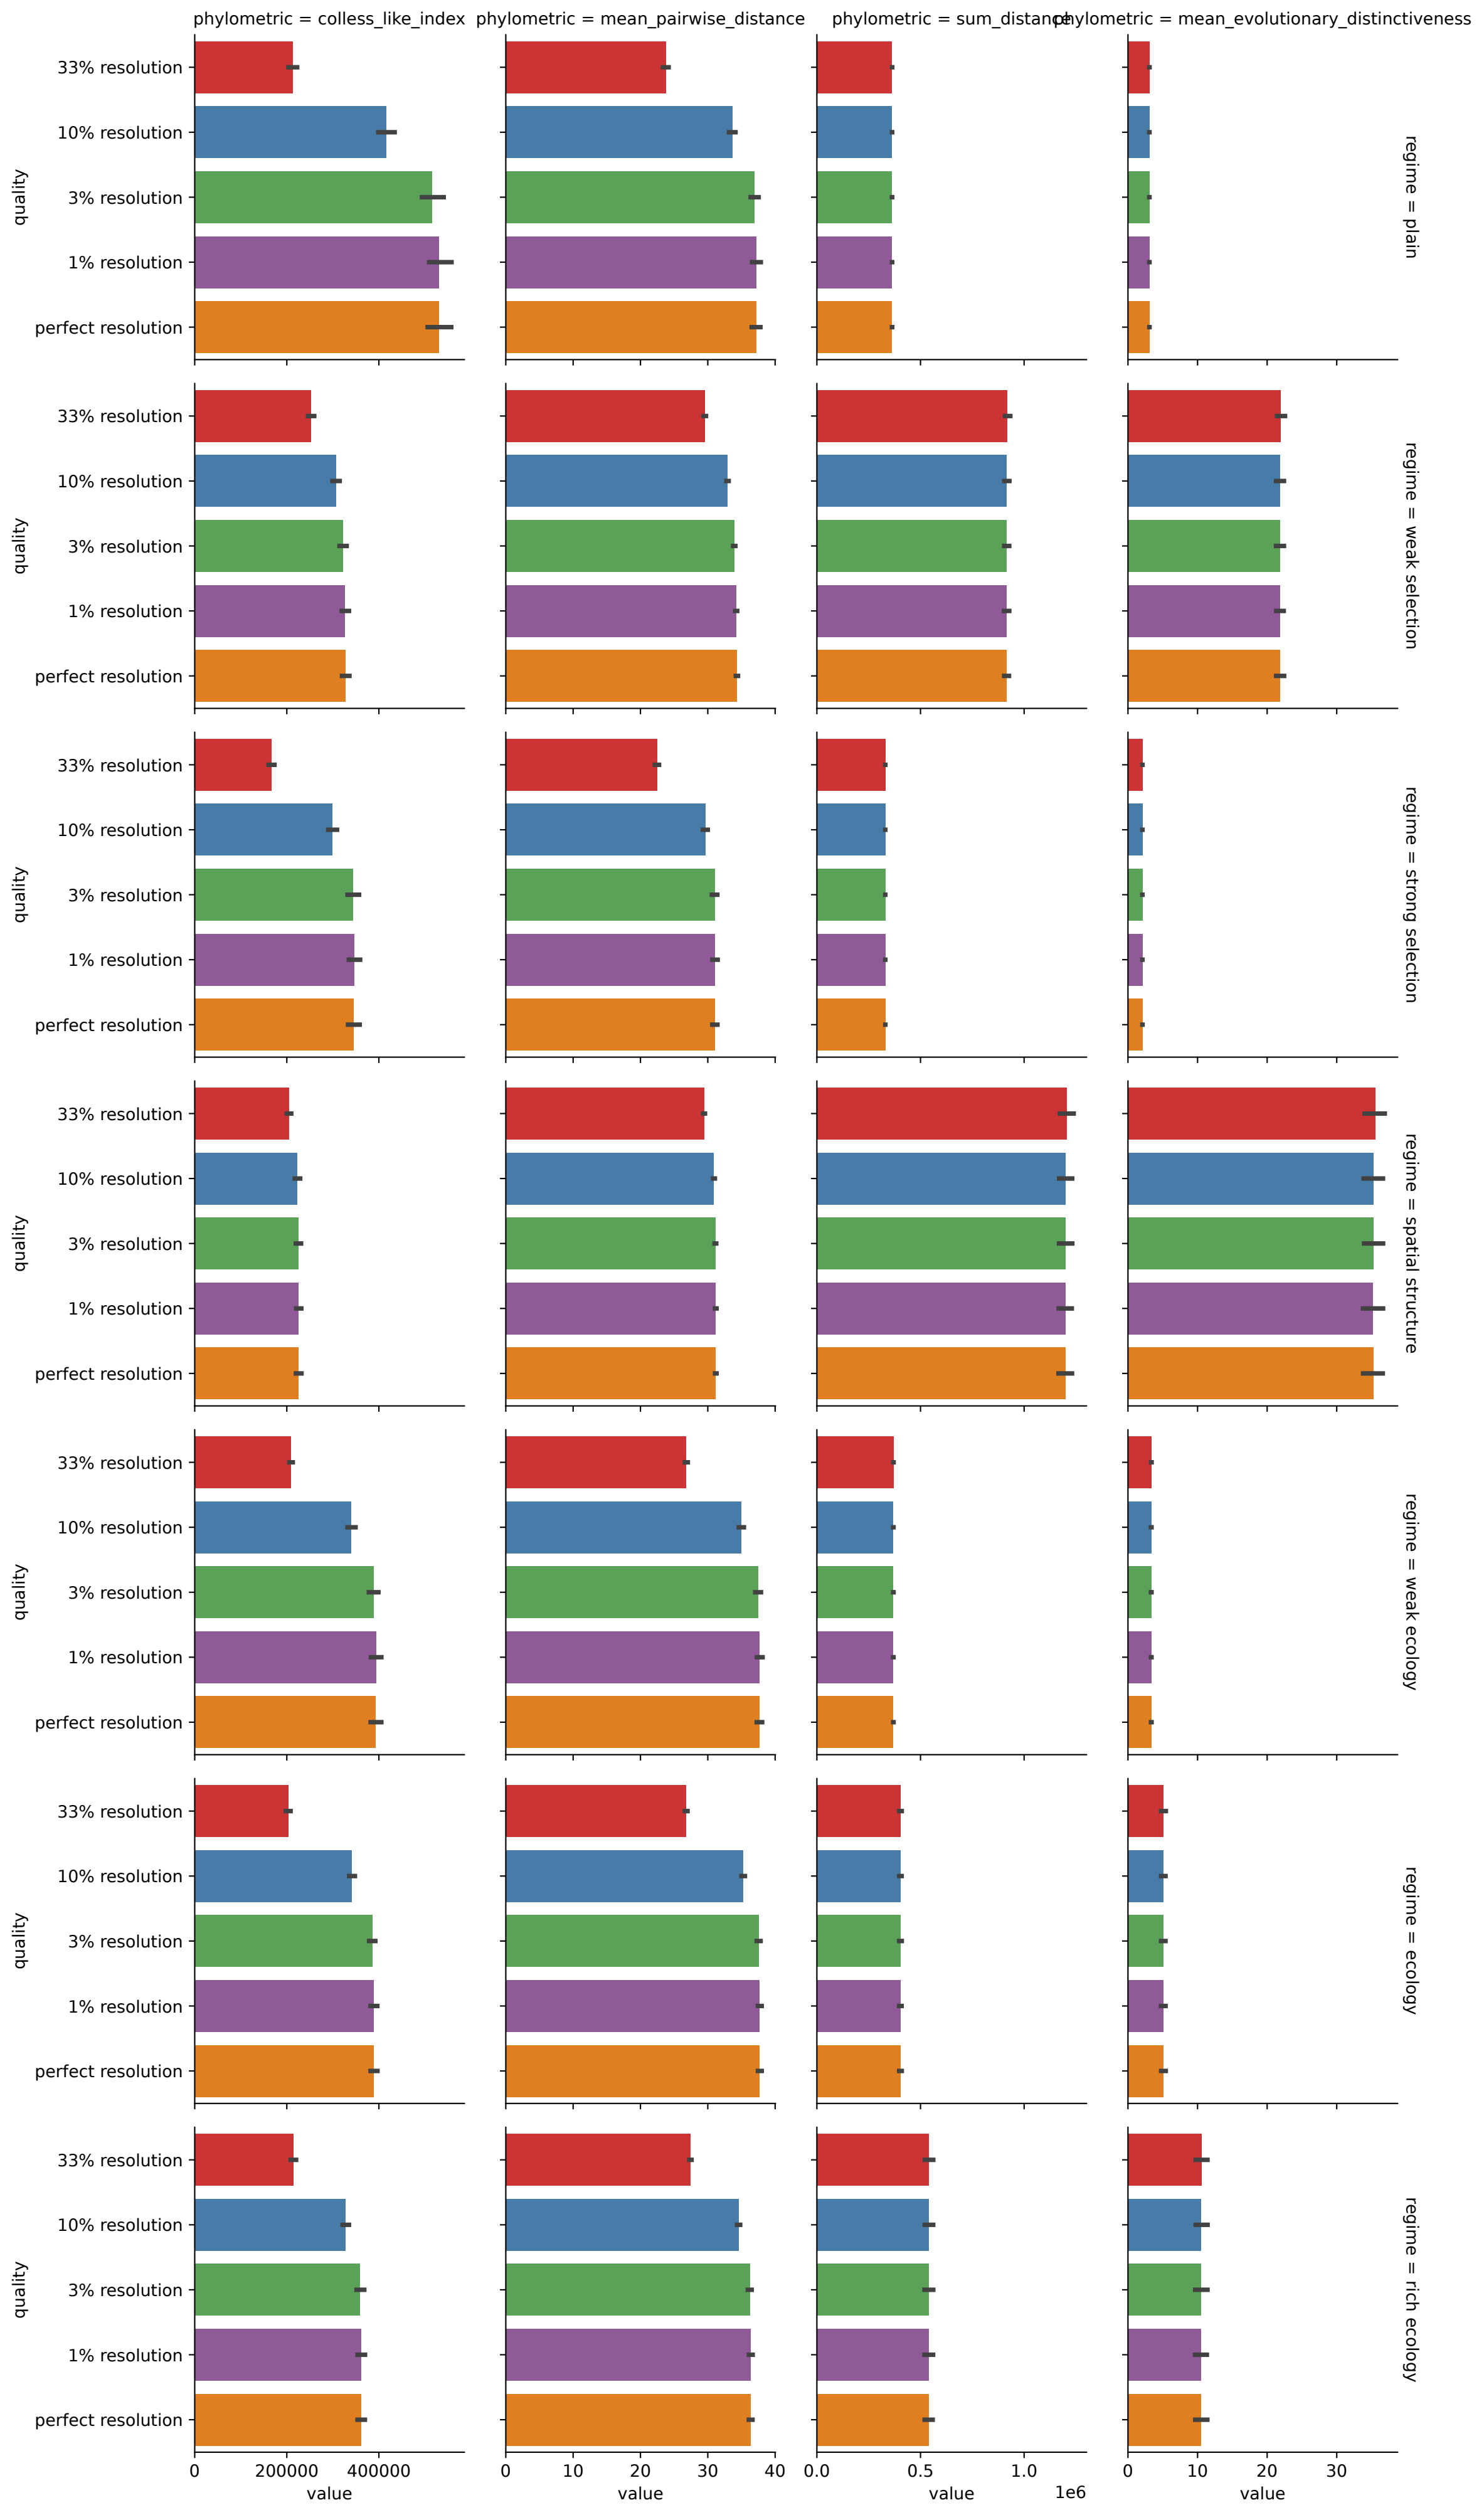 phylometric = colless_like_index
phylometric = mean_pairwise_distance
phylometric = sum_distance
phylometric = mean_evolutionary_distinctiveness
quality
33% resolution
10% resolution
3% resolution
1% resolution
perfect resolution
regime = plain
quality
33% resolution
10% resolution
3% resolution
1% resolution
perfect resolution
regime = weak selection
quality
33% resolution
10% resolution
3% resolution
1% resolution
perfect resolution
regime = strong selection
quality
33% resolution
10% resolution
3% resolution
1% resolution
perfect resolution
regime = spatial structure
quality
33% resolution
10% resolution
3% resolution
1% resolution
perfect resolution
regime = weak ecology
quality
33% resolution
10% resolution
3% resolution
1% resolution
perfect resolution
regime = ecology
quality
33% resolution
10% resolution
3% resolution
1% resolution
perfect resolution
regime = rich ecology
0 200000 400000
value
0 10 20 30 40
value
0.0 0.5 1.0
1e6
value
0 10 20 30
value